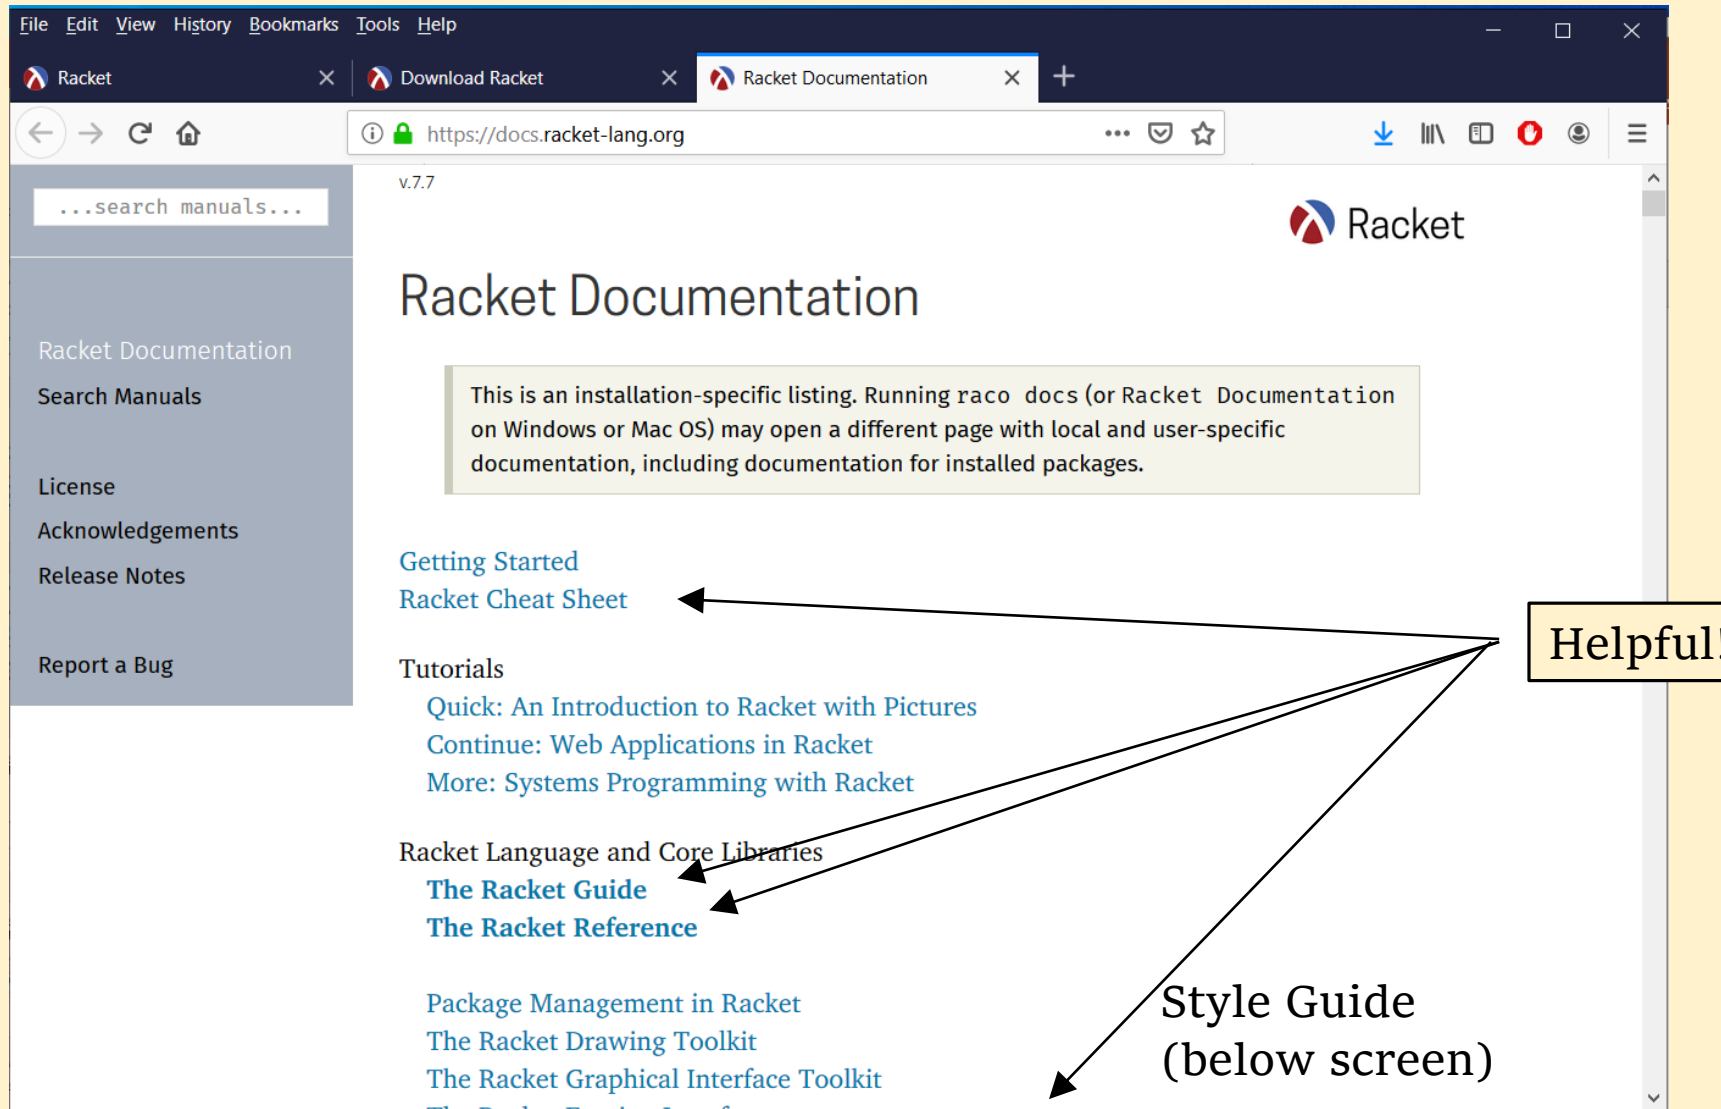 File Edit View History Bookmarks Tools Help
Racket Download Racket Racket Documentation
https://docs.racket-lang.org
...search manuals...
Racket Documentation
Search Manuals
License
Acknowledgements
Release Notes
Report a Bug
v.7.7
Racket
Racket Documentation
This is an installation-specific listing. Running raco docs (or Racket Documentation
on Windows or Mac OS) may open a different page with local and user-specific
documentation, including documentation for installed packages.
Getting Started
Racket Cheat Sheet
Helpful!
Tutorials
Quick: An Introduction to Racket with Pictures
Continue: Web Applications in Racket
More: Systems Programming with Racket
Racket Language and Core Libraries
The Racket Guide
The Racket Reference
Package Management in Racket
The Racket Drawing Toolkit
The Racket Graphical Interface Toolkit
Style Guide
(below screen)